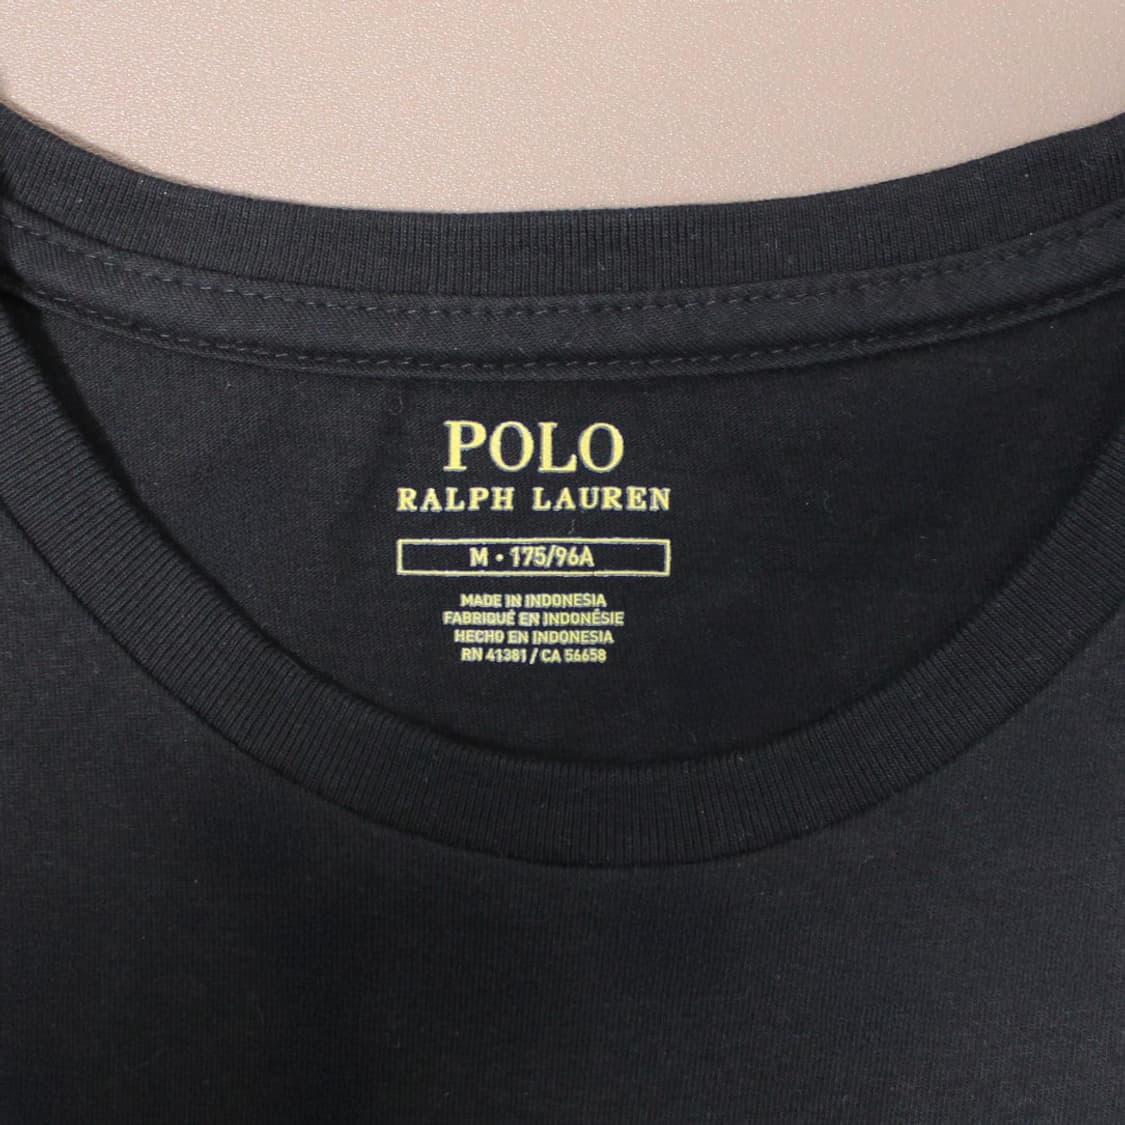 POLO
RALPH LAUREN
M • 175/96A
MADE IN INDONESIA
FABRIQUÉ EN INDONÉSIE
HECHO EN INDONESIA
RN 41381 / CA 56658